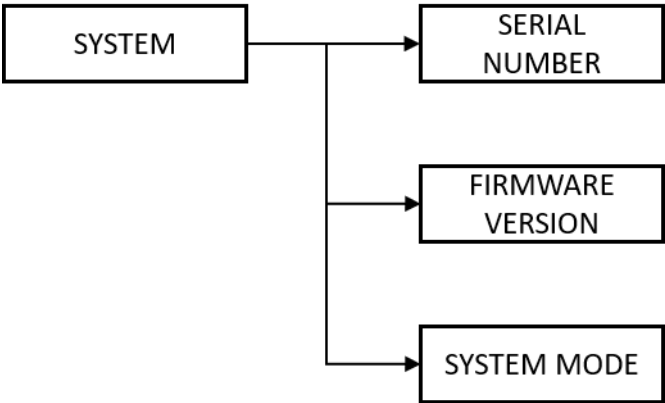 SYSTEM
SERIAL
NUMBER
FIRMWARE
VERSION
SYSTEM MODE